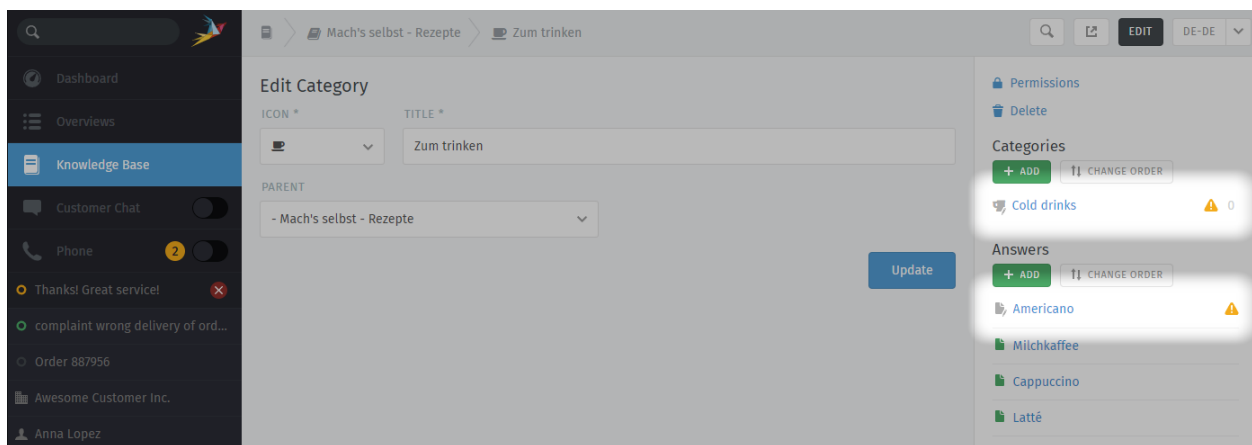 Mach's selbst - Rezepte
Zum trinken
EDIT
DE-DE
Dashboard
Overviews
Knowledge Base
Customer Chat
Phone
2
Thanks! Great service!
complaint wrong delivery of ord...
Order 887956
Awesome Customer Inc.
Anna Lopez
Edit Category
ICON *
TITLE *
Zum trinken
PARENT
- Mach's selbst - Rezepte
Update
Permissions
Delete
Categories
+ ADD
CHANGE ORDER
Cold drinks
0
Answers
+ ADD
CHANGE ORDER
Americano
Milchkaffee
Cappuccino
Latté